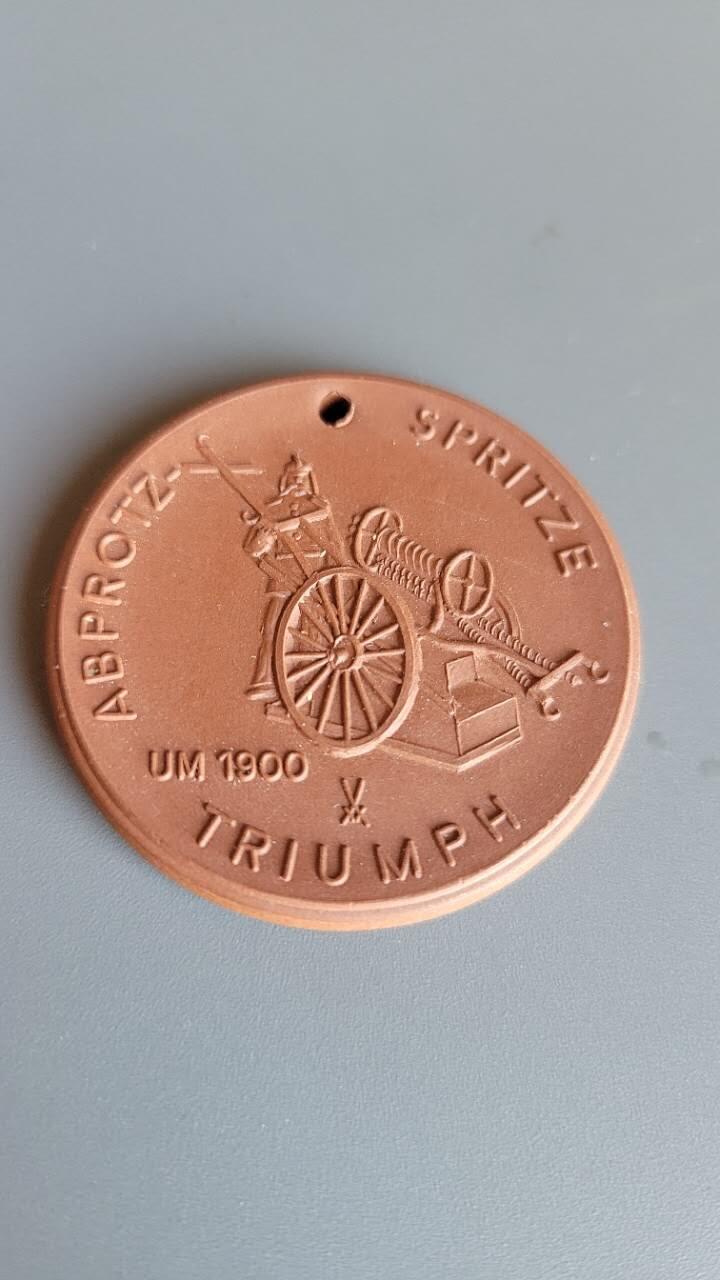 ABPROTZ-
SPRITZE
UM 1900
TRIUMPH